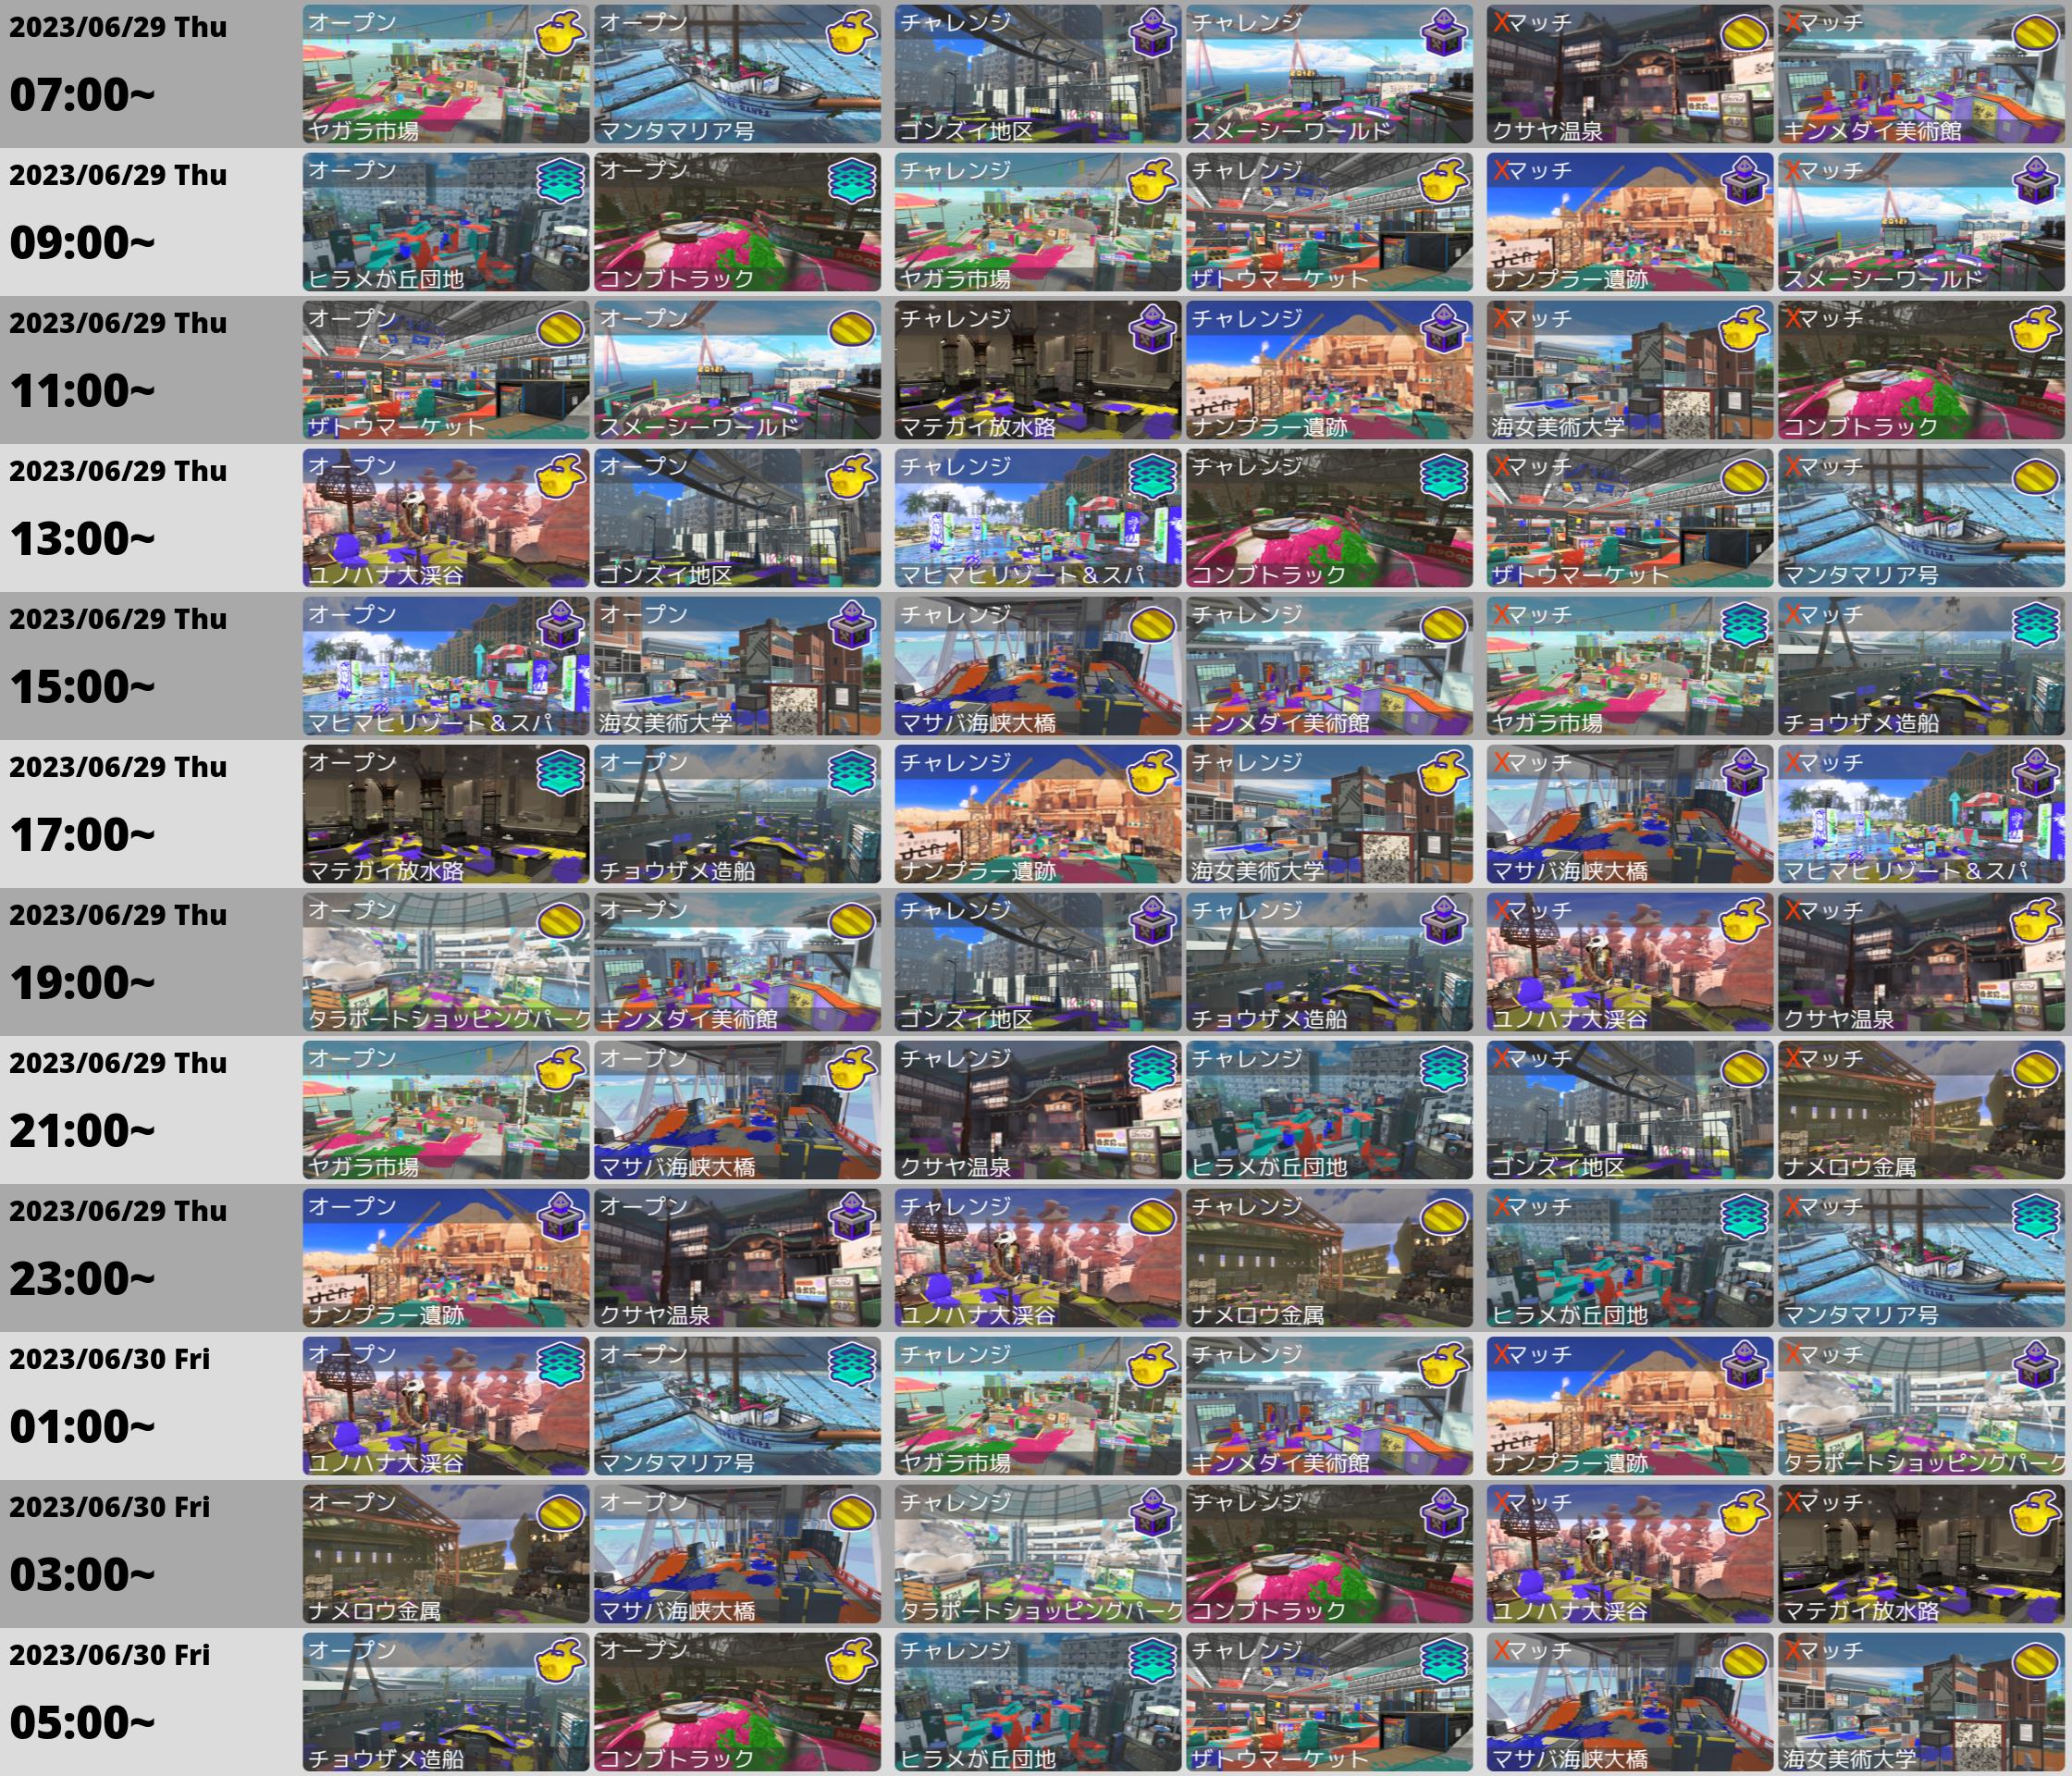 2023/06/29 Thu
07:00~
オープン
ヤガラ市場
オープン
マンタマリア号
チャレンジ
ゴンズイ地区
チャレンジ
スメーシーワールド
Xマッチ
クサヤ温泉
Xマッチ
キンメダイ美術館
2023/06/29 Thu
09:00~
オープン
ヒラメが丘団地
オープン
コンブトラック
チャレンジ
ヤガラ市場
チャレンジ
ザトウマーケット
Xマッチ
ナンプラー遺跡
Xマッチ
スメーシーワールド
2023/06/29 Thu
11:00~
オープン
ザトウマーケット
オープン
スメーシーワールド
チャレンジ
マテガイ放水路
チャレンジ
ナンプラー遺跡
Xマッチ
海女美術大学
Xマッチ
コンブトラック
2023/06/29 Thu
13:00~
オープン
ユノハナ大渓谷
オープン
ゴンズイ地区
チャレンジ
マヒマヒリゾート＆スパ
チャレンジ
コンブトラック
Xマッチ
ザトウマーケット
Xマッチ
マンタマリア号
2023/06/29 Thu
15:00~
オープン
マヒマヒリゾート＆スパ
オープン
海女美術大学
チャレンジ
マサバ海峡大橋
チャレンジ
キンメダイ美術館
Xマッチ
ヤガラ市場
Xマッチ
チョウザメ造船
2023/06/29 Thu
17:00~
オープン
マテガイ放水路
オープン
チョウザメ造船
チャレンジ
ナンプラー遺跡
チャレンジ
海女美術大学
Xマッチ
マサバ海峡大橋
Xマッチ
マヒマヒリゾート＆スパ
2023/06/29 Thu
19:00~
オープン
タラポートショッピングパーク
オープン
キンメダイ美術館
チャレンジ
ゴンズイ地区
チャレンジ
チョウザメ造船
Xマッチ
ユノハナ大渓谷
Xマッチ
クサヤ温泉
2023/06/29 Thu
21:00~
オープン
ヤガラ市場
オープン
マサバ海峡大橋
チャレンジ
クサヤ温泉
チャレンジ
ヒラメが丘団地
Xマッチ
ゴンズイ地区
Xマッチ
ナメロウ金属
2023/06/29 Thu
23:00~
オープン
ナンプラー遺跡
オープン
クサヤ温泉
チャレンジ
ユノハナ大渓谷
チャレンジ
ナメロウ金属
Xマッチ
ヒラメが丘団地
Xマッチ
マンタマリア号
2023/06/30 Fri
01:00~
オープン
ユノハナ大渓谷
オープン
マンタマリア号
チャレンジ
ヤガラ市場
チャレンジ
キンメダイ美術館
Xマッチ
ナンプラー遺跡
Xマッチ
タラポートショッピングパーク
2023/06/30 Fri
03:00~
オープン
ナメロウ金属
オープン
マサバ海峡大橋
チャレンジ
タラポートショッピングパーク
チャレンジ
コンブトラック
Xマッチ
ユノハナ大渓谷
Xマッチ
マテガイ放水路
2023/06/30 Fri
05:00~
オープン
チョウザメ造船
オープン
コンブトラック
チャレンジ
ヒラメが丘団地
チャレンジ
ザトウマーケット
Xマッチ
マサバ海峡大橋
Xマッチ
海女美術大学